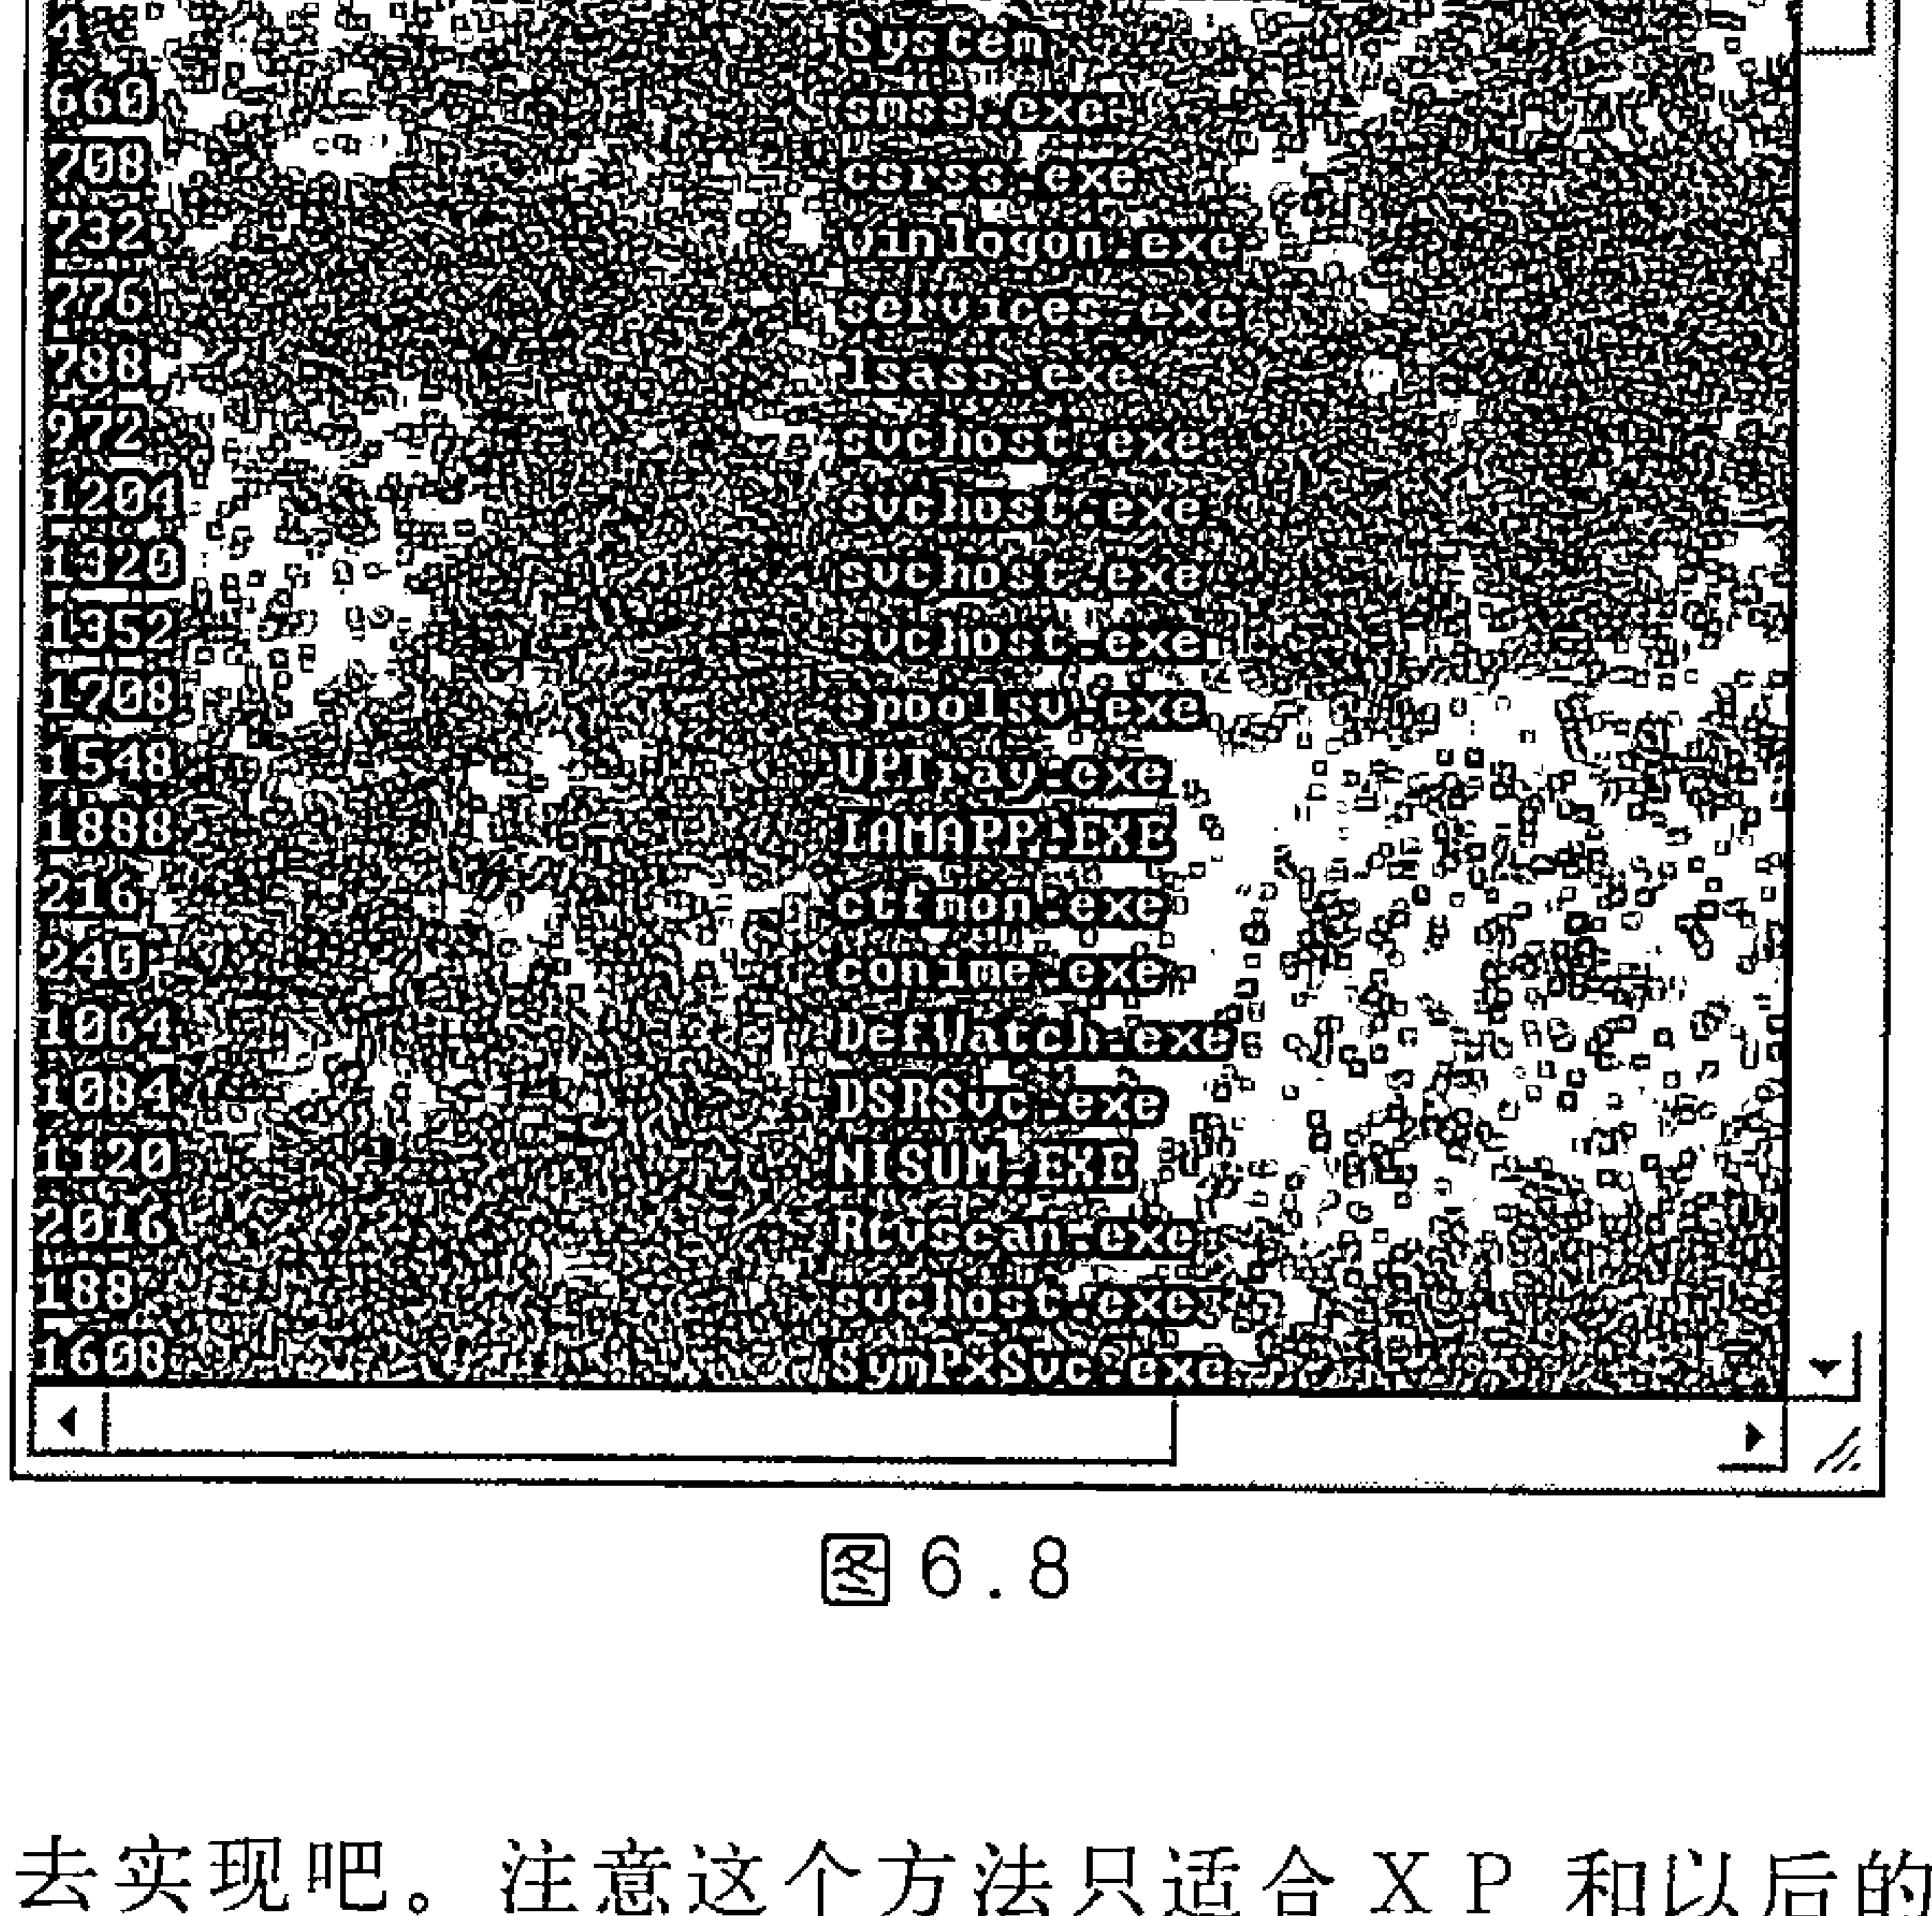 4 System
660 smss.exe
708 csrss.exe
732 winlogon.exe
776 services.exe
788 lsass.exe
972 svchost.exe
1204 svchost.exe
1320 svchost.exe
1352 svchost.exe
1708 spoolsv.exe
1548 VPTray.exe
1888 IAMAPP.EXE
216 ctfmon.exe
240 conime.exe
1064 DefWatch.exe
1084 DSRSvc.exe
1120 NISUM.EXE
2016 Rtvscan.exe
188 svchost.exe
1608 SymPxSvc.exe
图 6.8
去实现吧。注意这个方法只适合 XP 和以后的